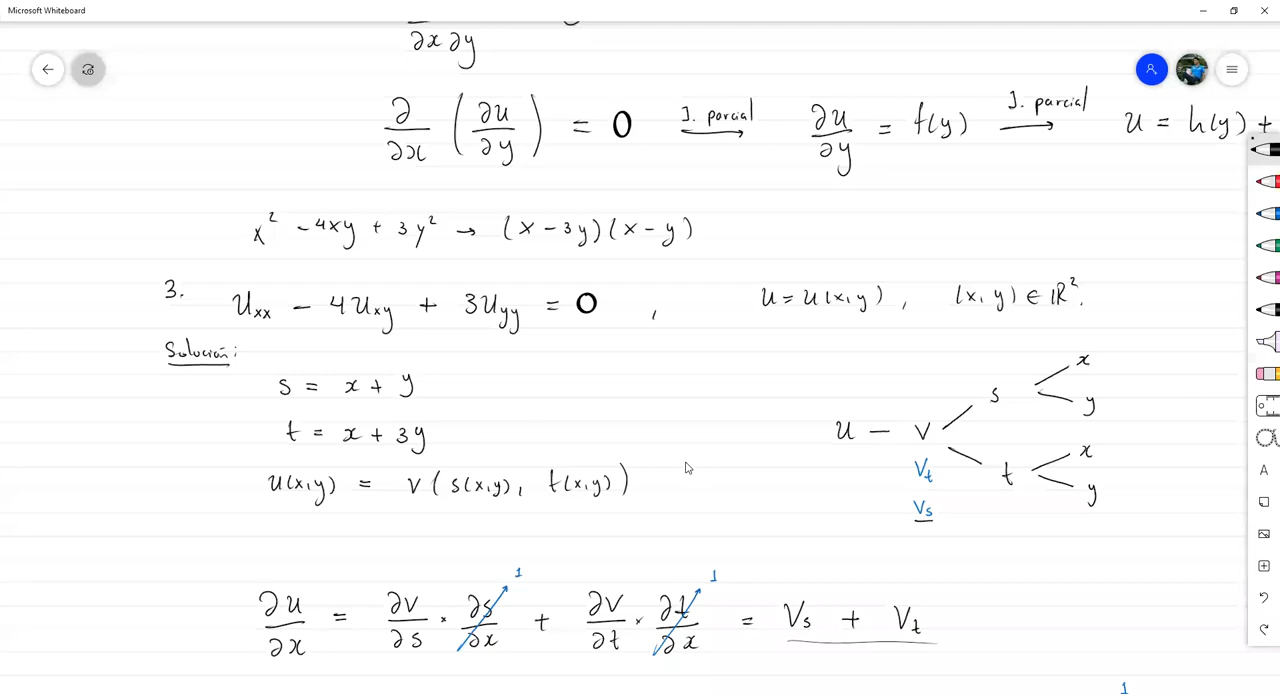 Microsoft Whiteboard
∂x ∂y
∂/∂x (∂u/∂y) = 0 I. parcial → ∂u/∂y = f(y) I. parcial → u = h(y) +
x² - 4xy + 3y² → (x - 3y)(x - y)
3. Uxx - 4Uxy + 3Uyy = 0 , u = u(x,y) , (x,y) ∈ ℝ².
Solución:
s = x + y
t = x + 3y
u(x,y) = v(s(x,y), t(x,y))
x
s
y
u — v
x
t
y
Vt
Vs
∂u/∂x = ∂v/∂s · ∂s/∂x 1 + ∂v/∂t · ∂t/∂x 1 = Vs + Vt
1
A